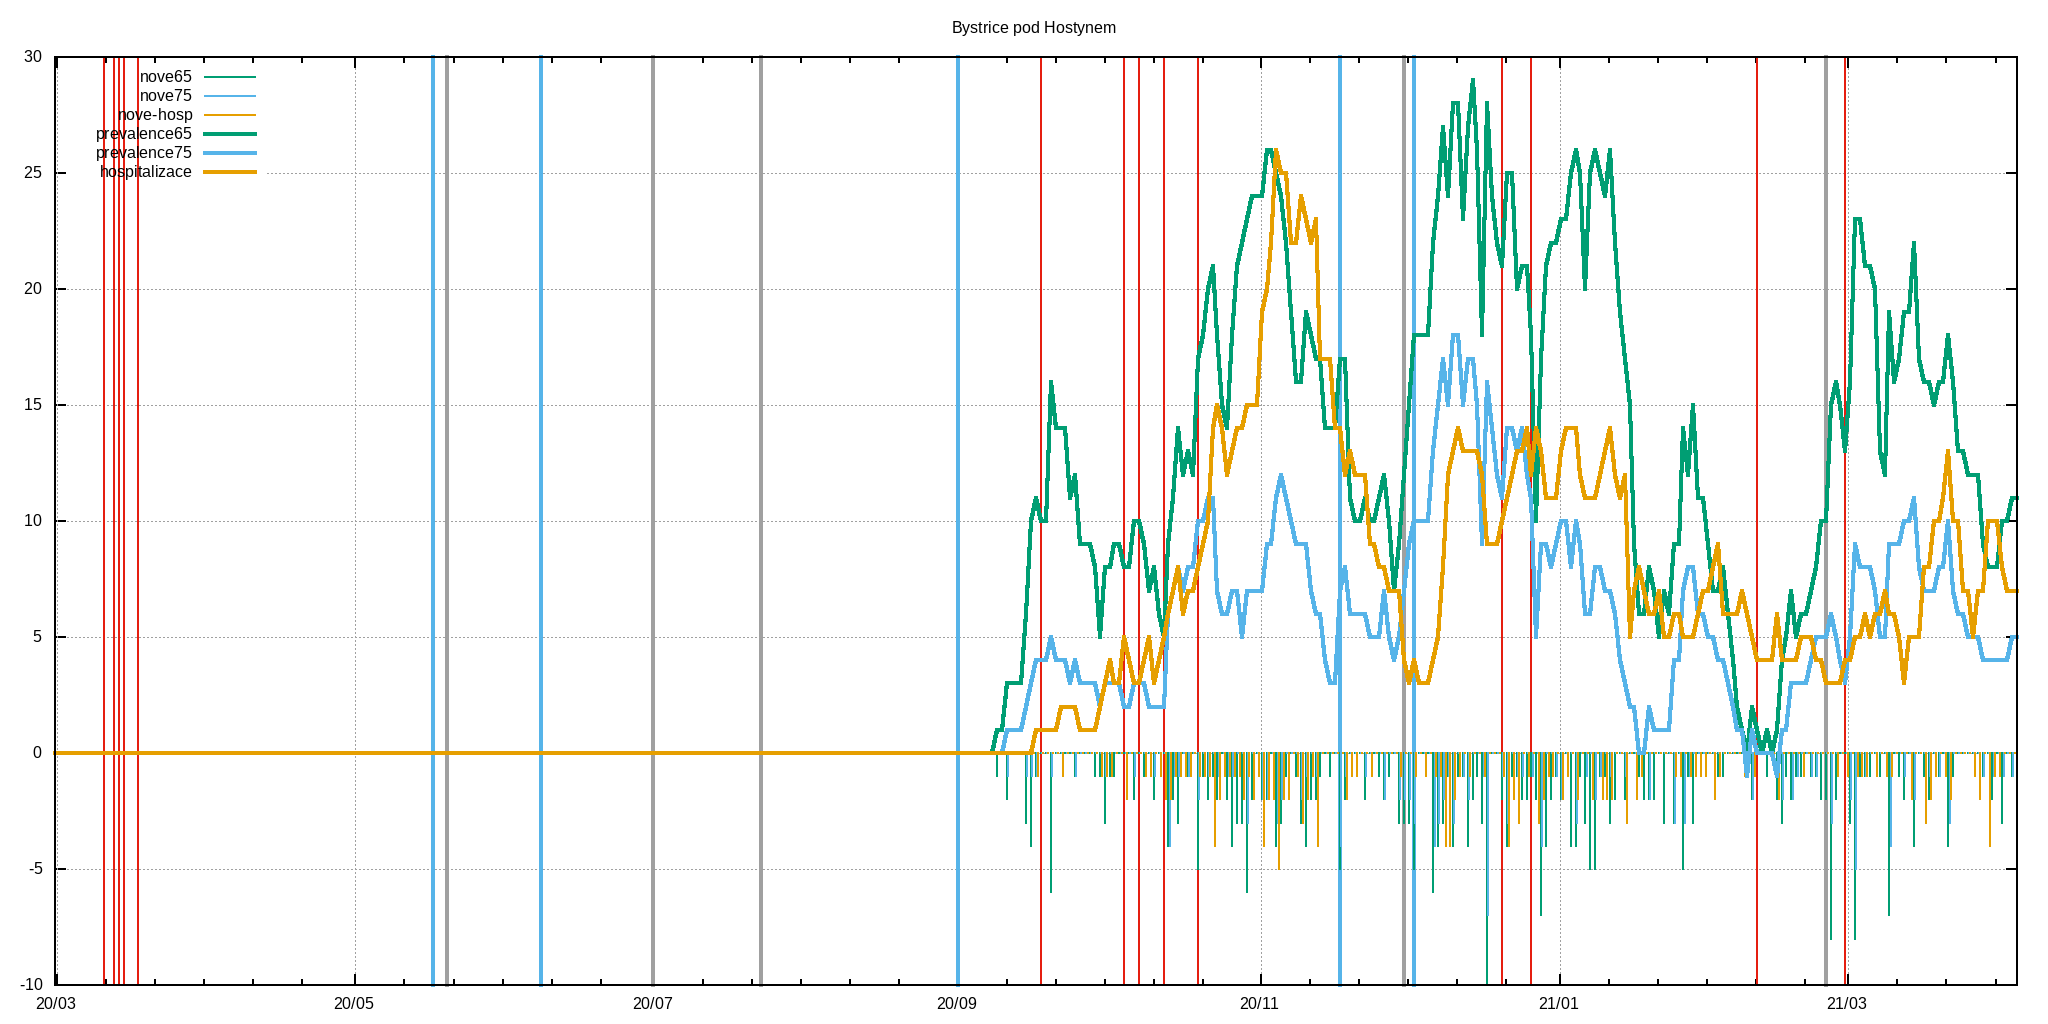 Bystrice pod Hostynem
30
25
20
15
10
5
0
-5
-10
nove65
nove75
nove-hosp
prevalence65
prevalence75
hospitalizace
20/03 20/05 20/07 20/09 20/11 21/01 21/03